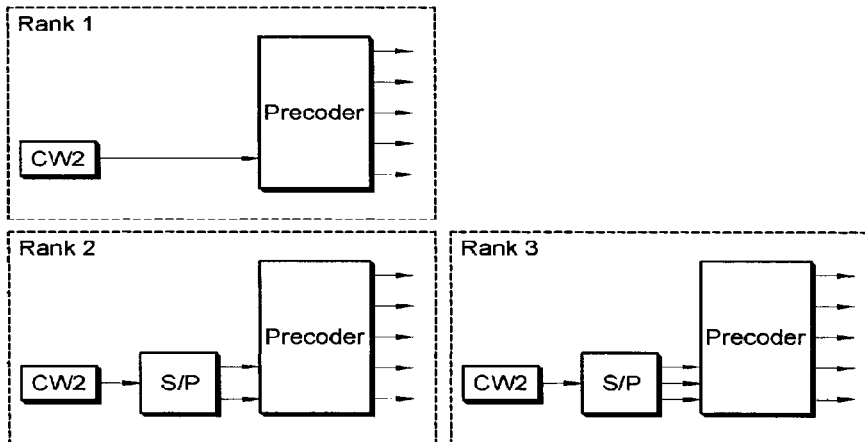 Rank 1
Precoder
CW2
Rank 2
Precoder
CW2
S/P
Rank 3
Precoder
CW2
S/P